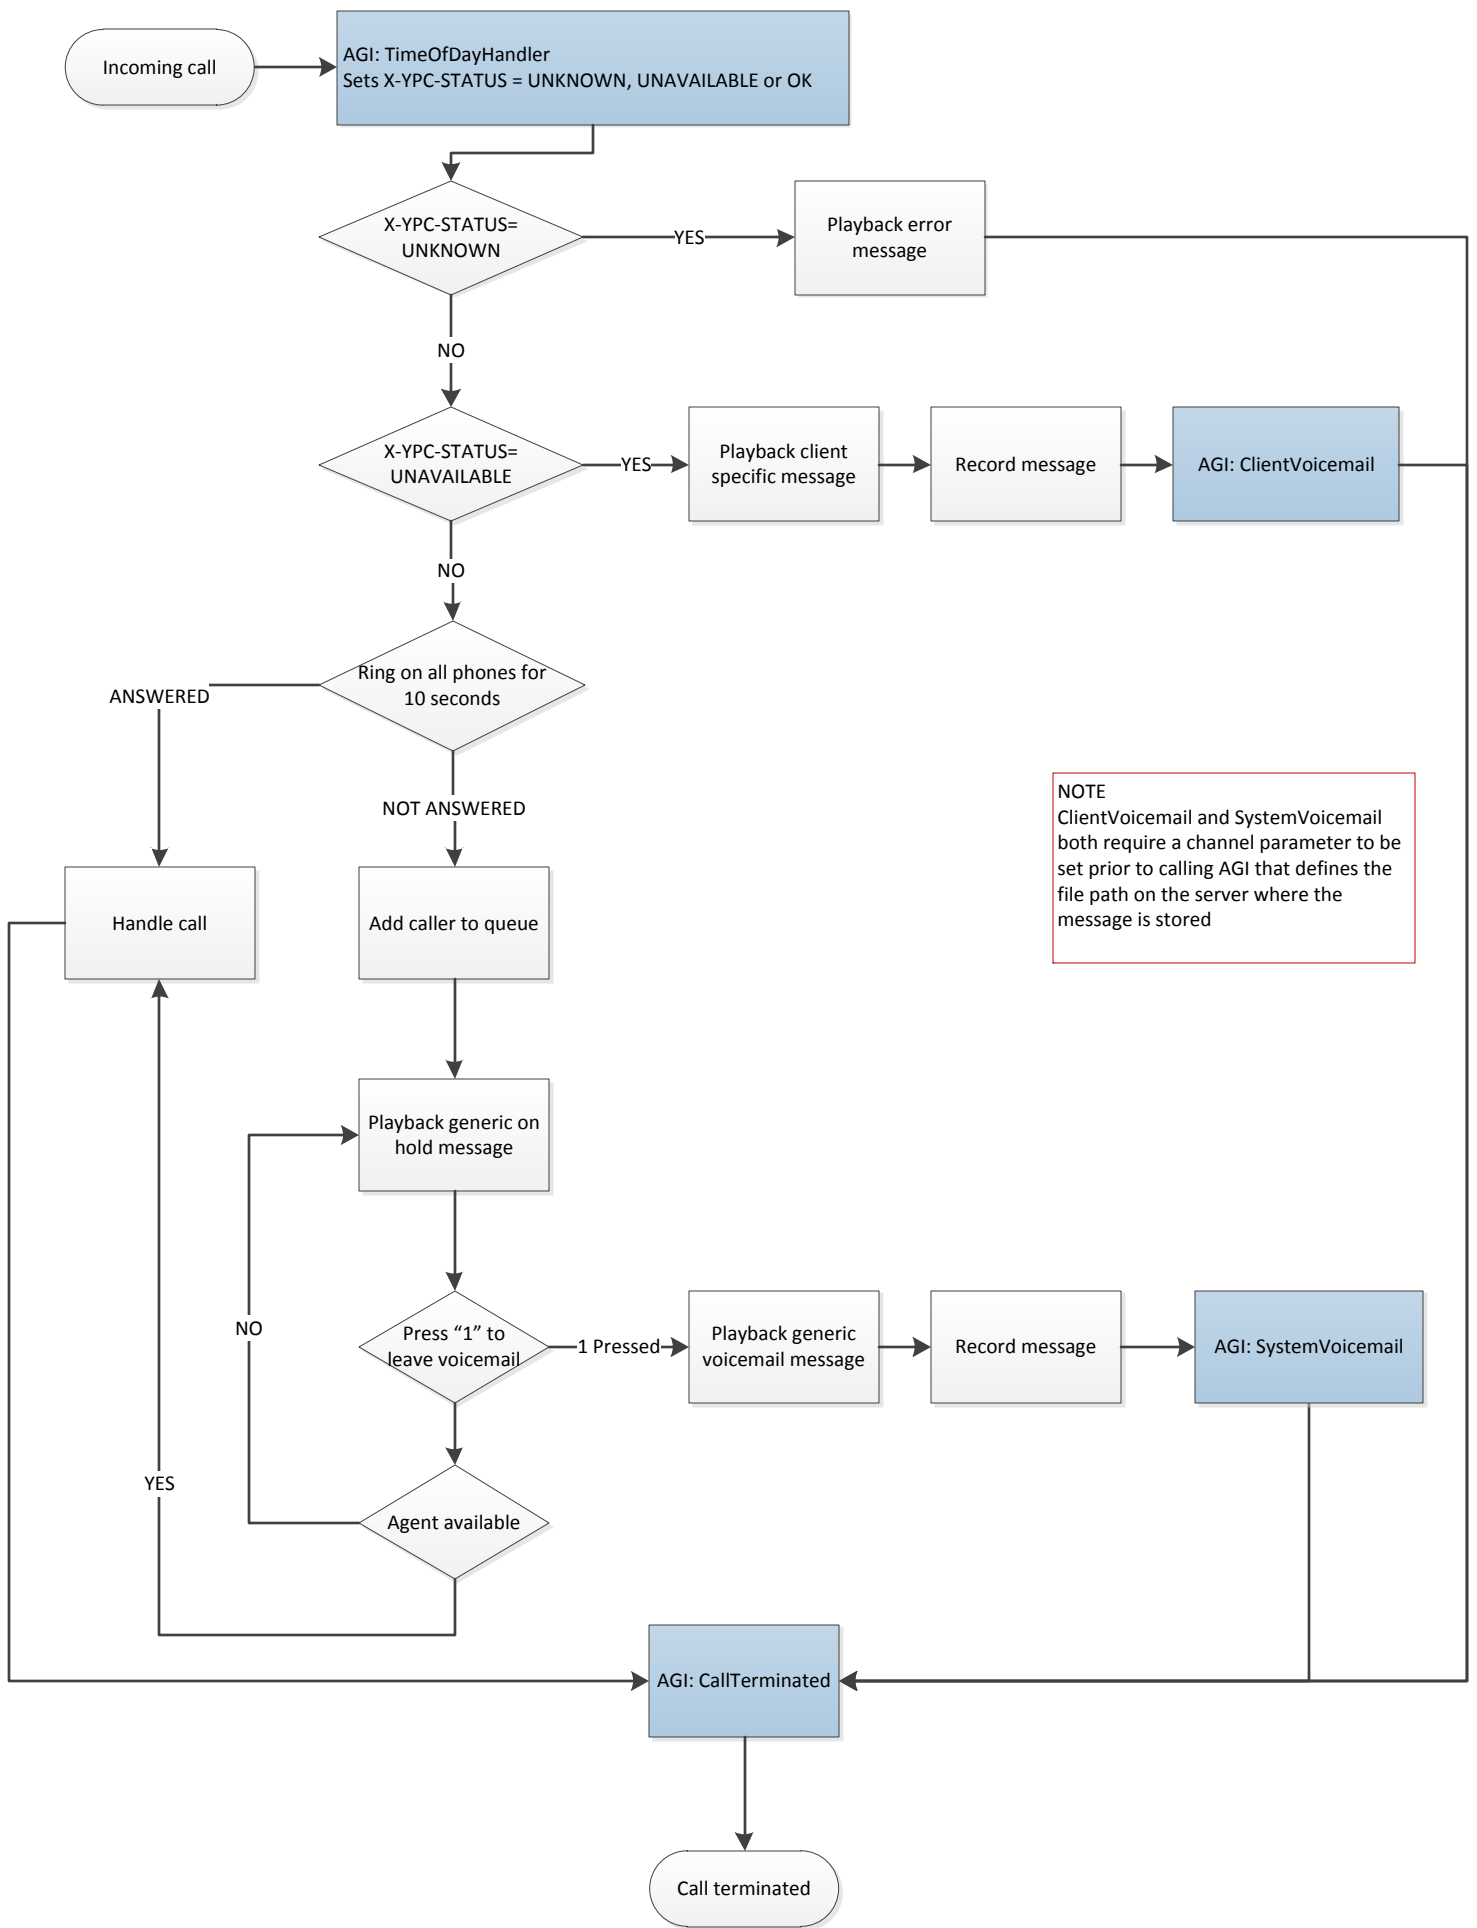 Incoming call
AGI: TimeOfDayHandler
Sets X-YPC-STATUS = UNKNOWN, UNAVAILABLE or OK
X-YPC-STATUS=
UNKNOWN
YES
Playback error
message
NO
X-YPC-STATUS=
UNAVAILABLE
YES
Playback client
specific message
Record message
AGI: ClientVoicemail
NO
Ring on all phones for
10 seconds
ANSWERED
NOT ANSWERED
NOTE
ClientVoicemail and SystemVoicemail
both require a channel parameter to be
set prior to calling AGI that defines the
file path on the server where the
message is stored
Handle call
Add caller to queue
Playback generic on
hold message
NO
Press “1” to
leave voicemail
1 Pressed
Playback generic
voicemail message
Record message
AGI: SystemVoicemail
YES
Agent available
AGI: CallTerminated
Call terminated